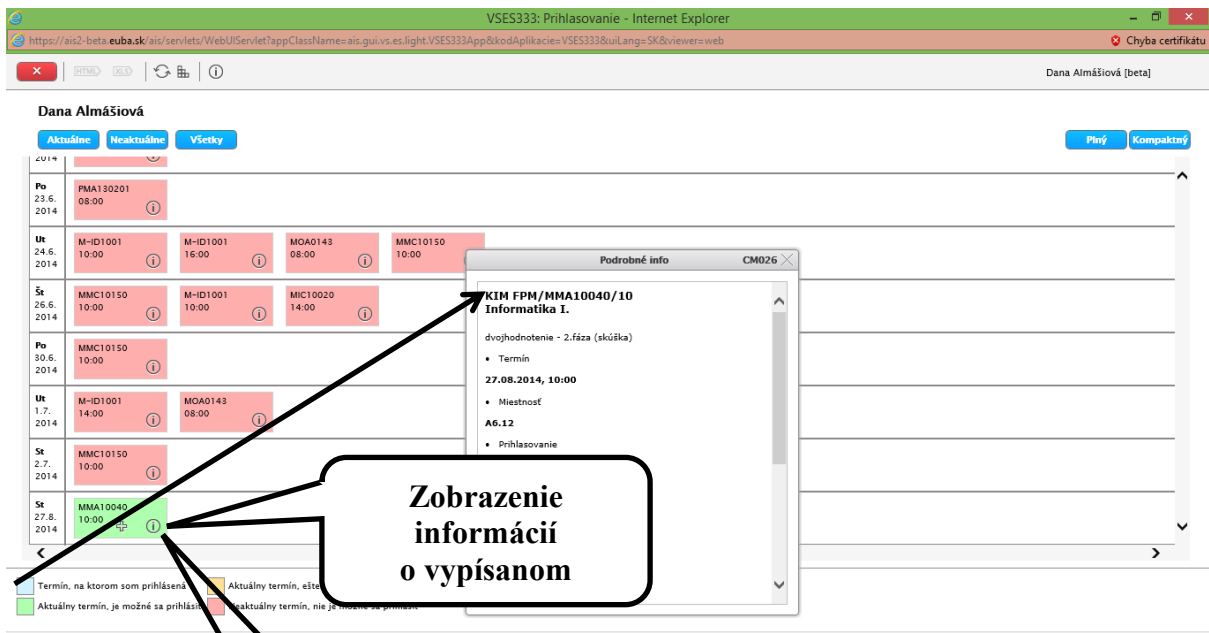 VSES333: Prihlasovanie - Internet Explorer
https://ais2-beta.euba.sk/ais/servlets/WebUIServlet?appClassName=ais.gui.vs.es.light.VSES333App&kodAplikacie=VSES333&uiLang=SK&viewer=web
Chyba certifikátu
HTML XLS
Dana Almášiová [beta]
Dana Almášiová
Aktuálne Neaktuálne Všetky Plný Kompaktný
2014
Po
23.6.
2014
PMA130201
08:00
Ut
24.6.
2014
M-ID1001
10:00
M-ID1001
16:00
MOA0143
08:00
MMC10150
10:00
Št
26.6.
2014
MMC10150
10:00
M-ID1001
10:00
MIC10020
14:00
Po
30.6.
2014
MMC10150
10:00
Ut
1.7.
2014
M-ID1001
14:00
MOA0143
08:00
St
2.7.
2014
MMC10150
10:00
St
27.8.
2014
MMA10040
10:00
Podrobné info CM026
KIM FPM/MMA10040/10
Informatika I.
dvojhodnotenie - 2.fáza (skúška)
• Termín
27.08.2014, 10:00
• Miestnosť
A6.12
• Prihlasovanie
Zobrazenie
informácií
o vypísanom
Termín, na ktorom som prihlásená
Aktuálny termín, ešte
Aktuálny termín, je možné sa prihlásiť
Neaktuálny termín, nie je možné sa prihlásiť